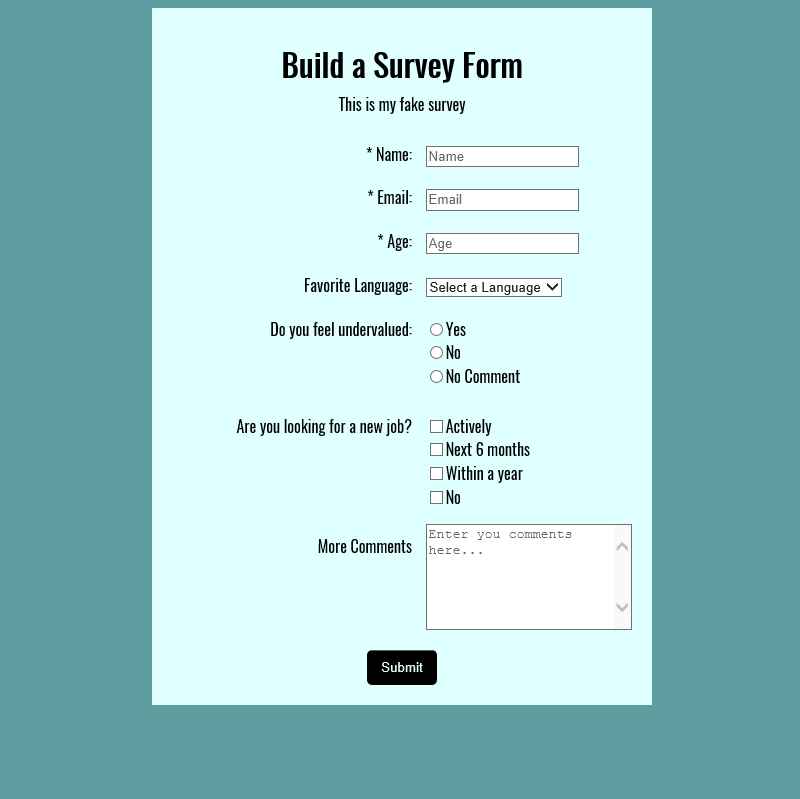 Build a Survey Form
This is my fake survey
* Name: Name
* Email: Email
* Age: Age
Favorite Language: Select a Language
Do you feel undervalued: Yes
No
No Comment
Are you looking for a new job? Actively
Next 6 months
Within a year
No
More Comments
Enter you comments
here...
Submit